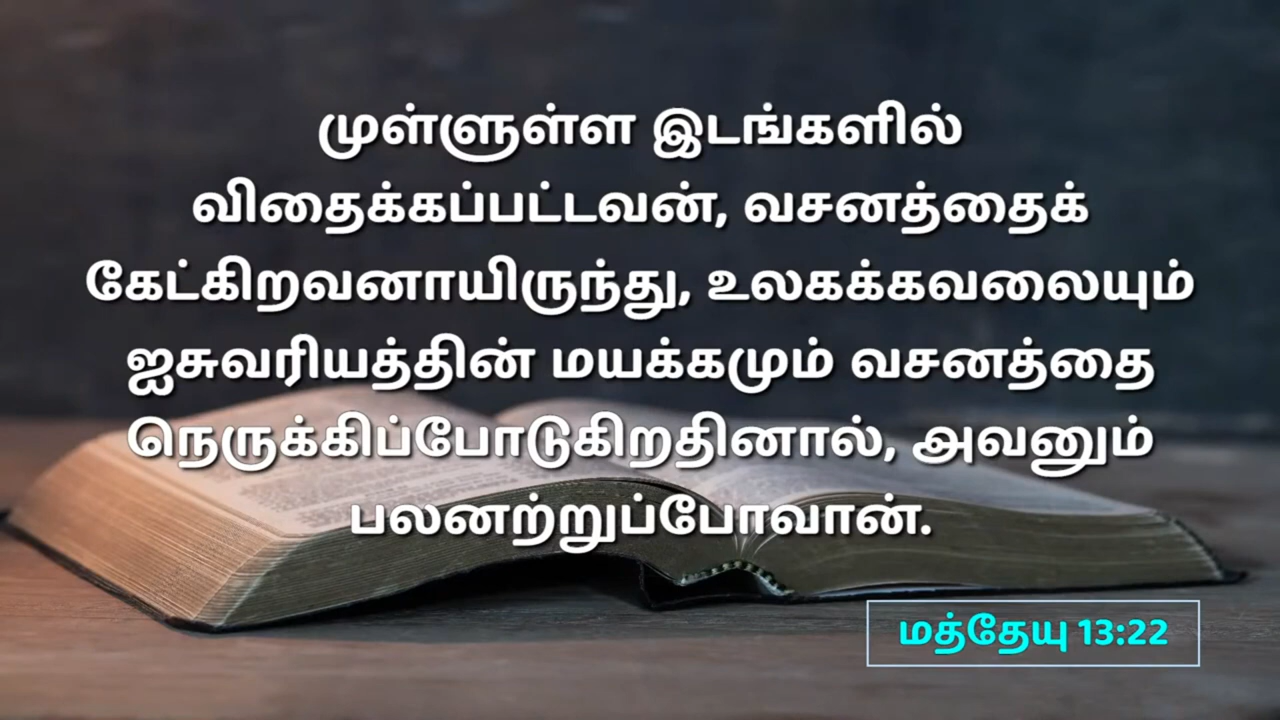 முள்ளுள்ள இடங்களில்
விதைக்கப்பட்டவன், வசனத்தைக்
கேட்கிறவனாயிருந்து, உலகக்கவலையும்
ஐசுவரியத்தின் மயக்கமும் வசனத்தை
நெருக்கிப்போடுகிறதினால், அவனும்
பலனற்றுப்போவான்.
மத்தேயு 13:22